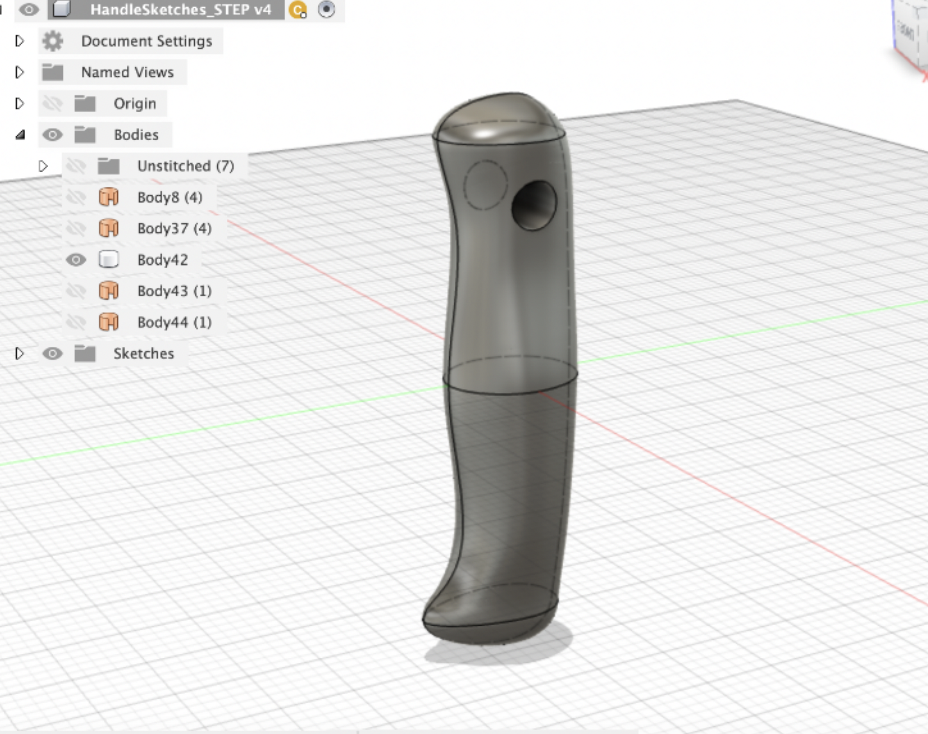 HandleSketches_STEP v4
Document Settings
Named Views
Origin
Bodies
Unstitched (7)
Body8 (4)
Body37 (4)
Body42
Body43 (1)
Body44 (1)
Sketches